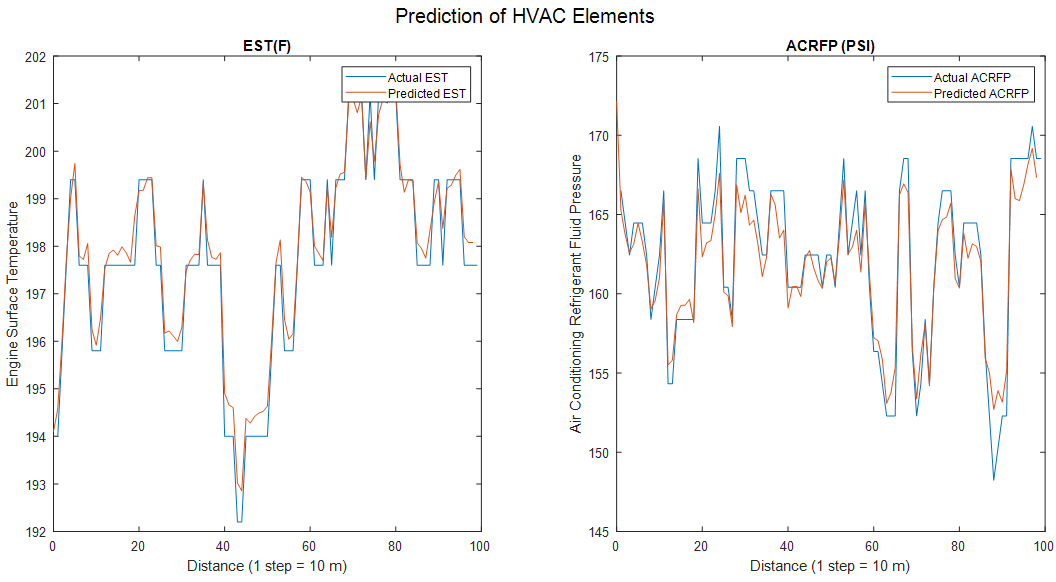 Prediction of HVAC Elements
EST(F)
202
201
200
199
198
197
196
195
194
193
192
0
20
40
60
80
100
Engine Surface Temperature
Distance (1 step = 10 m)
Actual EST
Predicted EST
ACRFP (PSI)
175
170
165
160
155
150
145
0
20
40
60
80
100
Air Conditioning Refrigerant Fluid Pressure
Distance (1 step = 10 m)
Actual ACRFP
Predicted ACRFP